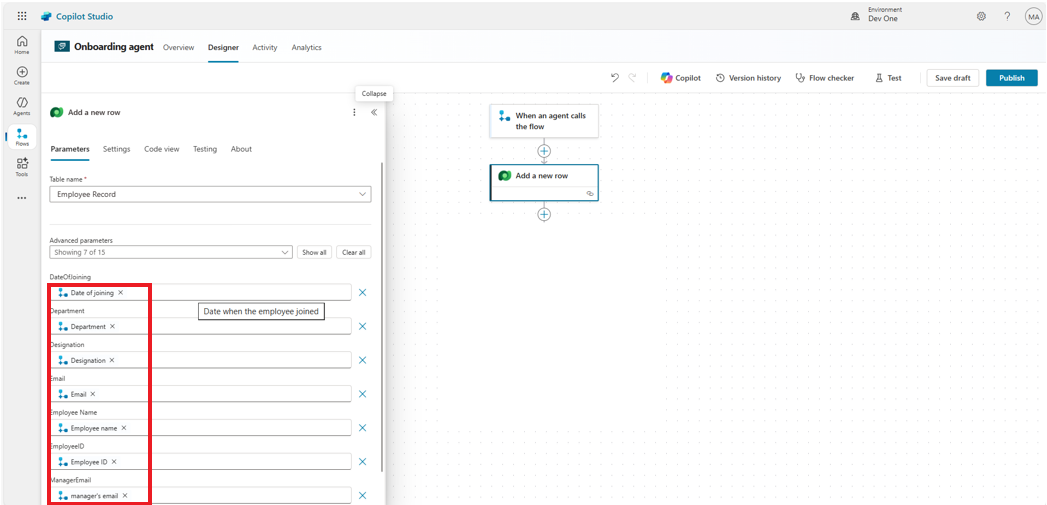 Copilot Studio
Environment
Dev One
MA
Home
Create
Agents
Flows
Tools
Onboarding agent
Overview
Designer
Activity
Analytics
Copilot
Version history
Flow checker
Test
Save draft
Publish
Collapse
Add a new row
Parameters
Settings
Code view
Testing
About
Table name *
Employee Record
Advanced parameters
Showing 7 of 15
Show all
Clear all
DateOfJoining
Date of joining
Date when the employee joined
Department
Department
Designation
Designation
Email
Email
Employee Name
Employee name
EmployeeID
Employee ID
ManagerEmail
manager's email
When an agent calls
the flow
Add a new row